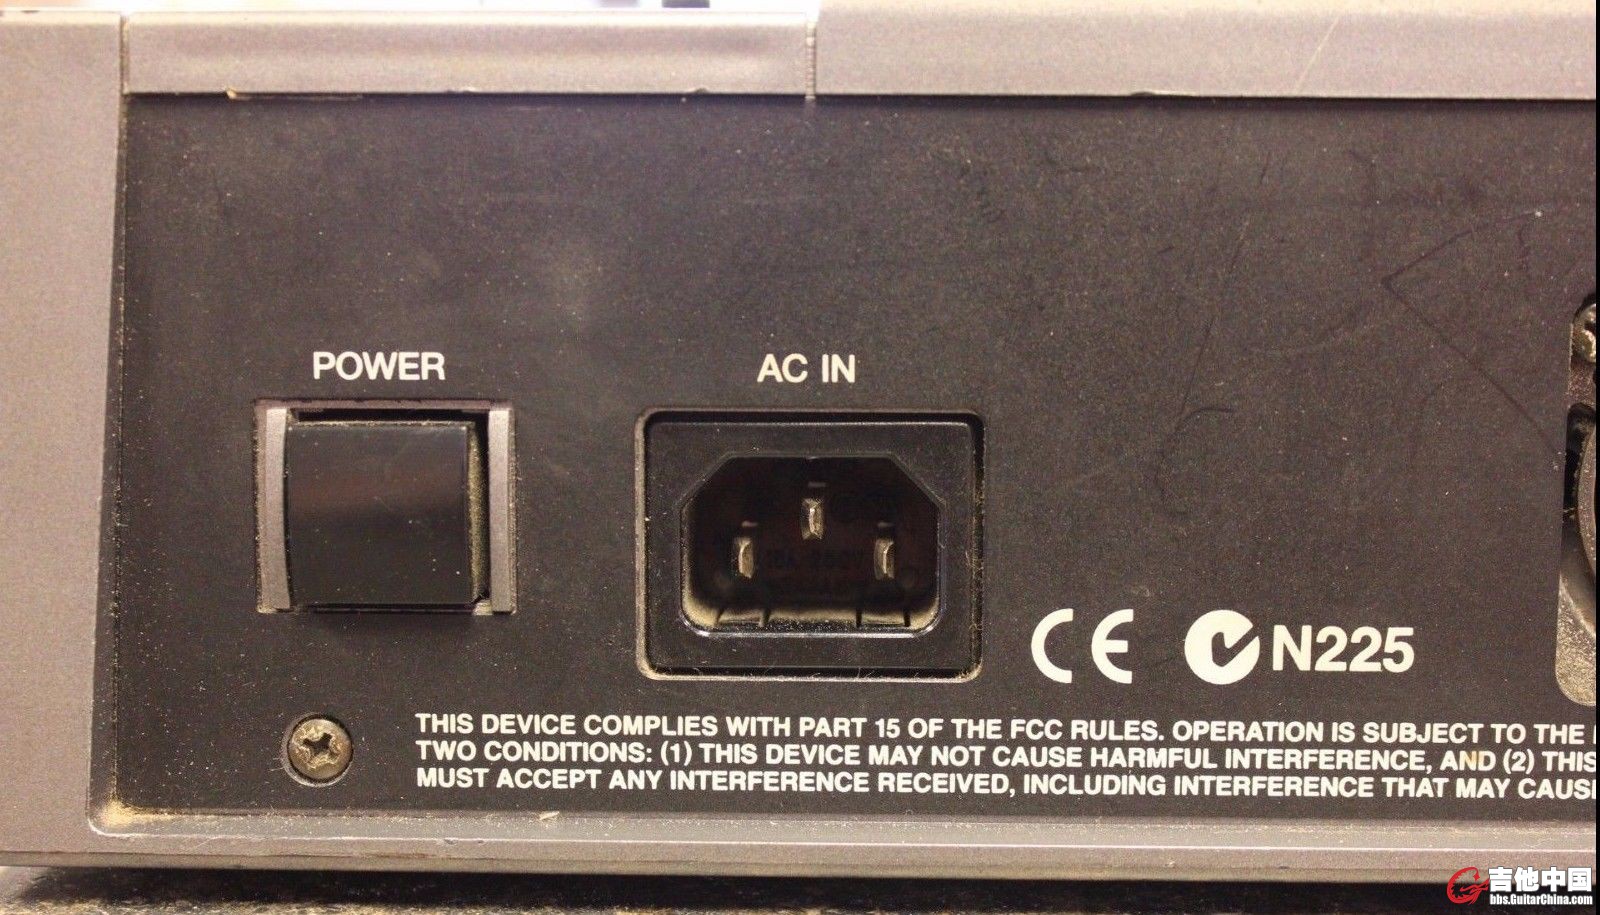 POWER
AC IN
CE
N225
THIS DEVICE COMPLIES WITH PART 15 OF THE FCC RULES. OPERATION IS SUBJECT TO THE
TWO CONDITIONS: (1) THIS DEVICE MAY NOT CAUSE HARMFUL INTERFERENCE, AND (2) THIS
MUST ACCEPT ANY INTERFERENCE RECEIVED, INCLUDING INTERFERENCE THAT MAY CAUSE
吉他中国
bbs.GuitarChina.com